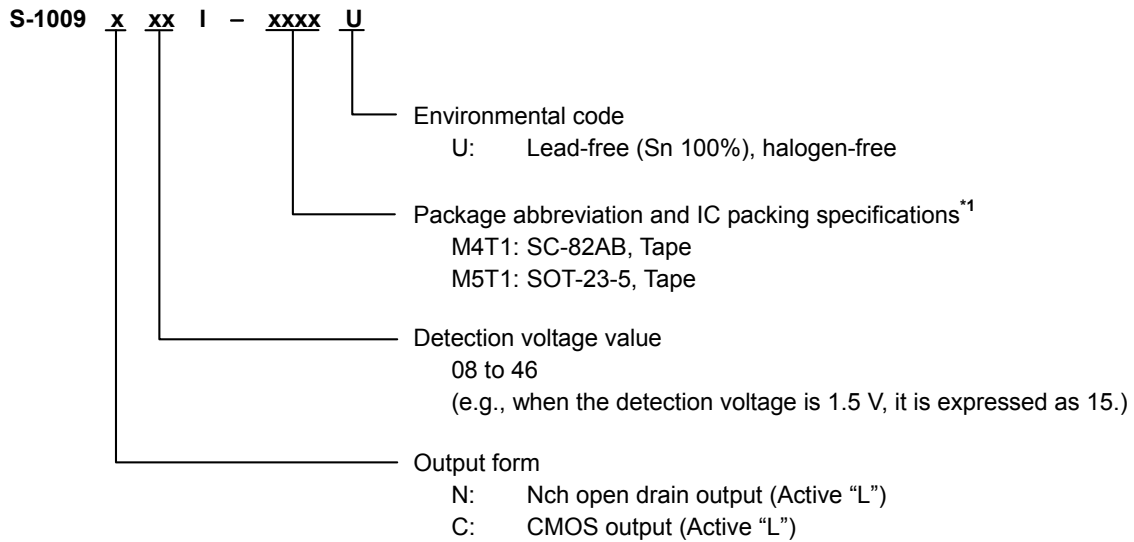 S-1009 x xx I – xxxx U
Environmental code
U: Lead-free (Sn 100%), halogen-free
Package abbreviation and IC packing specifications*1
M4T1: SC-82AB, Tape
M5T1: SOT-23-5, Tape
Detection voltage value
08 to 46
(e.g., when the detection voltage is 1.5 V, it is expressed as 15.)
Output form
N: Nch open drain output (Active “L”)
C: CMOS output (Active “L”)